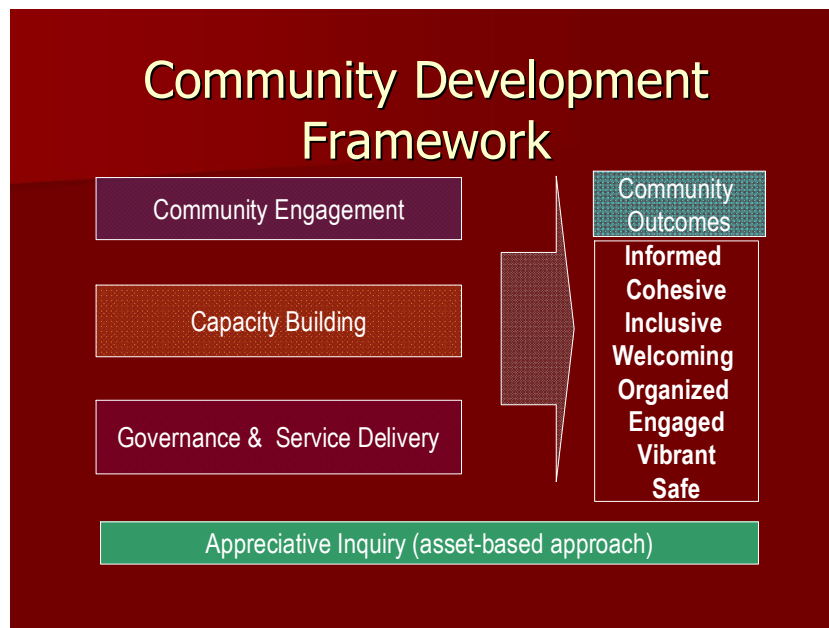 Community Development
Framework
Community Engagement
Capacity Building
Governance & Service Delivery
Community
Outcomes
Informed
Cohesive
Inclusive
Welcoming
Organized
Engaged
Vibrant
Safe
Appreciative Inquiry (asset-based approach)